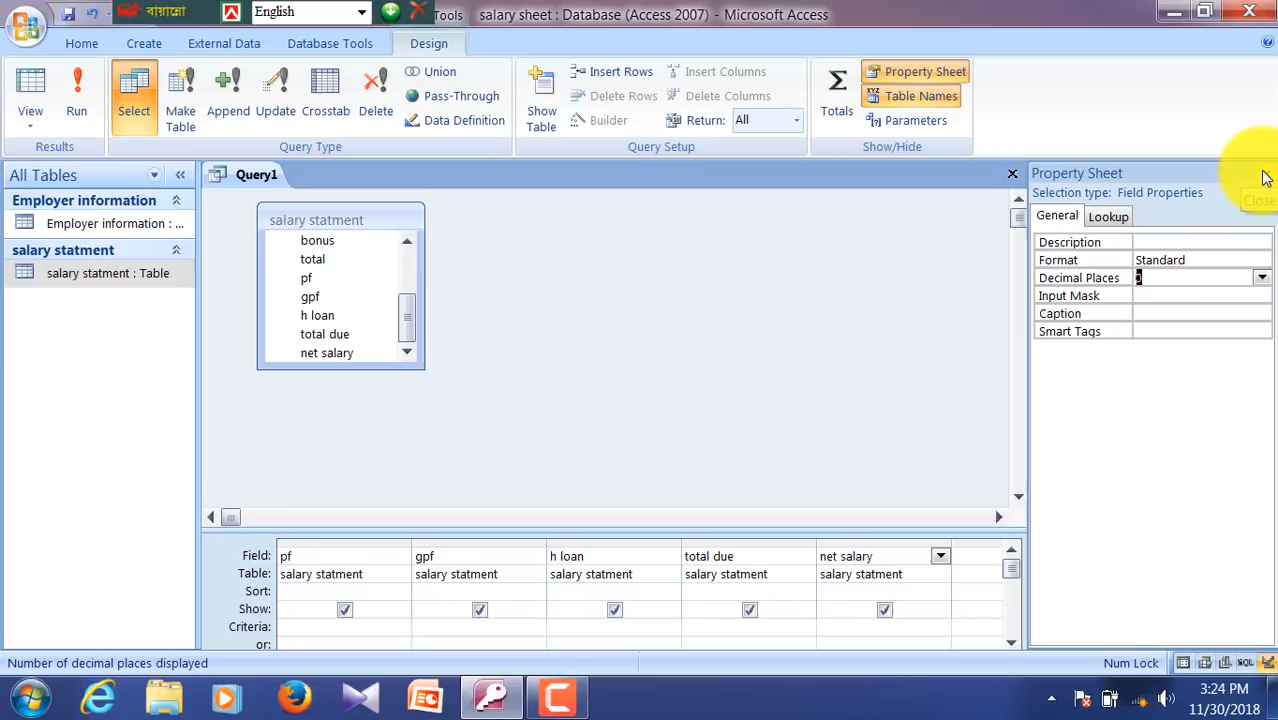 বায়ান্নো English Tools salary sheet : Database (Access 2007) - Microsoft Access
Home Create External Data Database Tools Design
View Run Select Make Table Append Update Crosstab Delete
Union
Pass-Through
Data Definition
Show Table
Insert Rows
Delete Rows
Builder
Insert Columns
Delete Columns
Return: All
Totals
Property Sheet
Table Names
Parameters
Results Query Type Query Setup Show/Hide
All Tables
Employer information
Employer information : ...
salary statment
salary statment : Table
Query1
salary statment
bonus
total
pf
gpf
h loan
total due
net salary
Field: pf gpf h loan total due net salary
Table: salary statment salary statment salary statment salary statment salary statment
Sort:
Show:
Criteria:
or:
Property Sheet
Close
Selection type: Field Properties
General Lookup
Description
Format Standard
Decimal Places 0
Input Mask
Caption
Smart Tags
Number of decimal places displayed Num Lock SQL
3:24 PM
11/30/2018